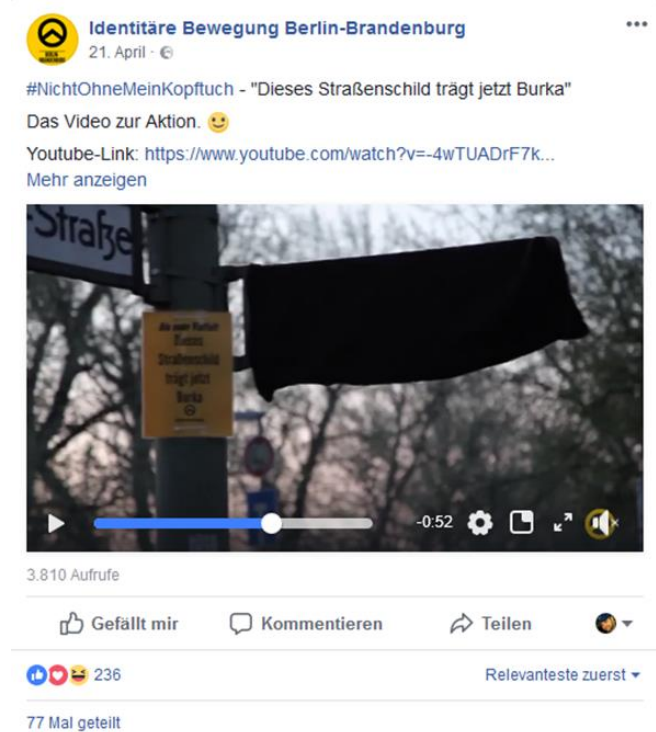 Identitäre Bewegung Berlin-Brandenburg
21. April ·
#NichtOhneMeinKopftuch - "Dieses Straßenschild trägt jetzt Burka"
Das Video zur Aktion.
Youtube-Link: https://www.youtube.com/watch?v=-4wTUADrF7k...
Mehr anzeigen
-Straße
Dieses
Straßenschild
trägt jetzt
Burka
-0:52
3.810 Aufrufe
Gefällt mir
Kommentieren
Teilen
236
Relevanteste zuerst
77 Mal geteilt